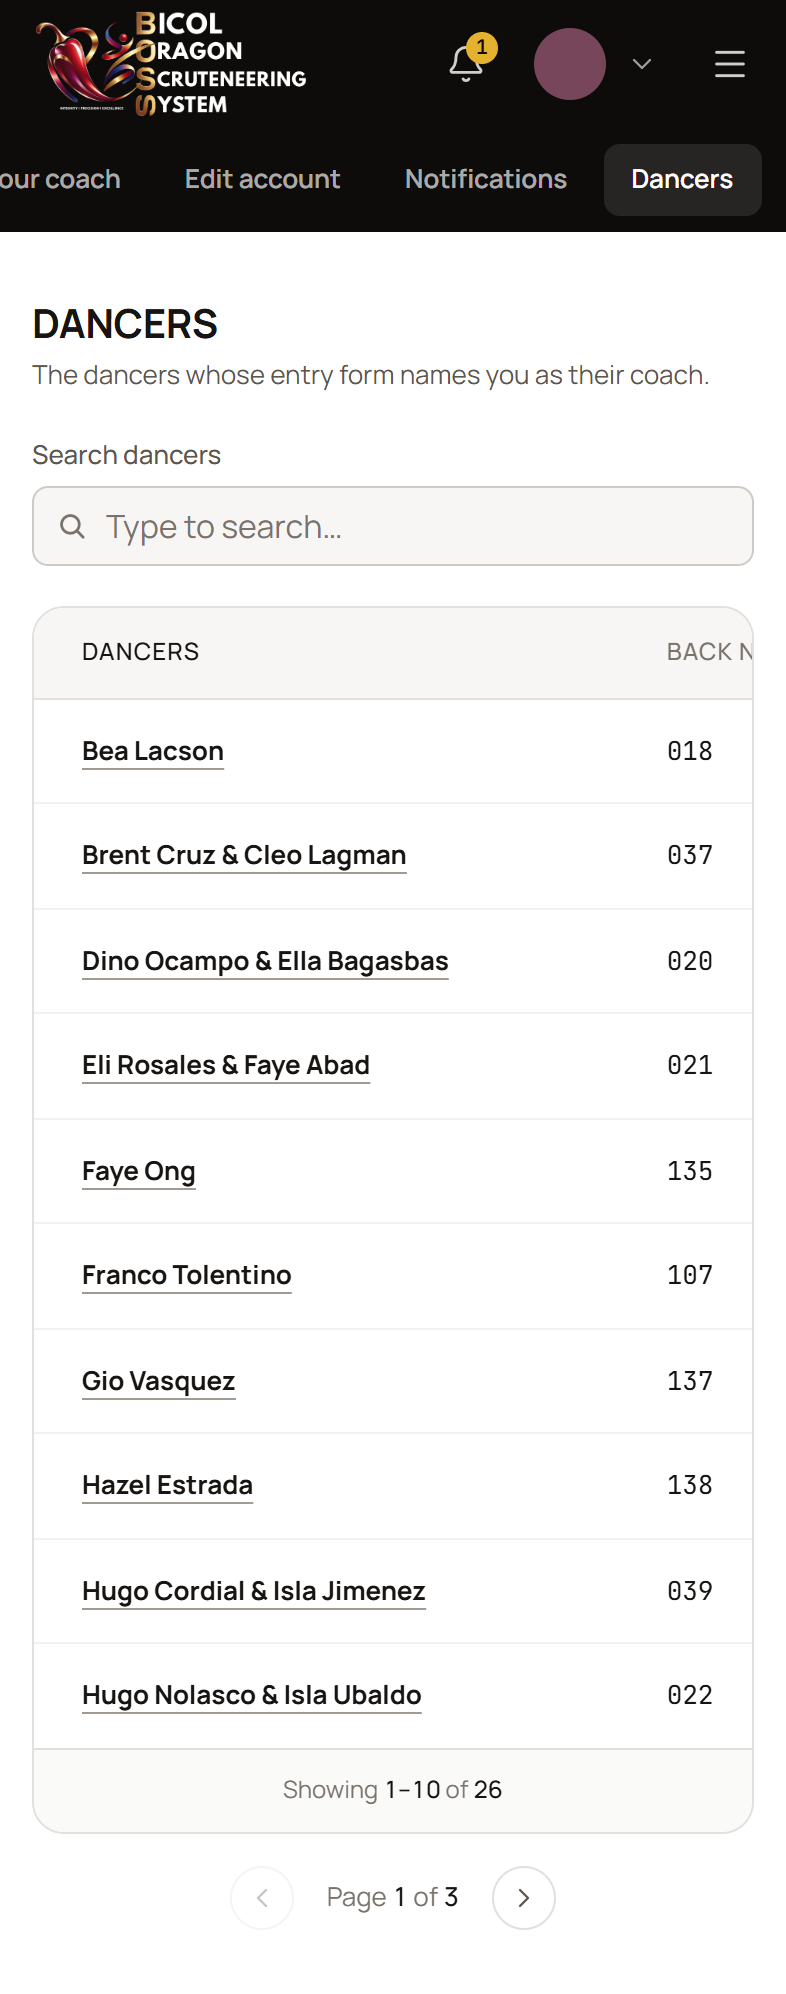 BICOL
ORAGON
SCRUTENEERING
SYSTEM
INTEGRITY | PRECISION | EXCELLENCE
1
our coach
Edit account
Notifications
Dancers
DANCERS
The dancers whose entry form names you as their coach.
Search dancers
Type to search...
DANCERS BACK N
Bea Lacson 018
Brent Cruz & Cleo Lagman 037
Dino Ocampo & Ella Bagasbas 020
Eli Rosales & Faye Abad 021
Faye Ong 135
Franco Tolentino 107
Gio Vasquez 137
Hazel Estrada 138
Hugo Cordial & Isla Jimenez 039
Hugo Nolasco & Isla Ubaldo 022
Showing 1–10 of 26
Page 1 of 3